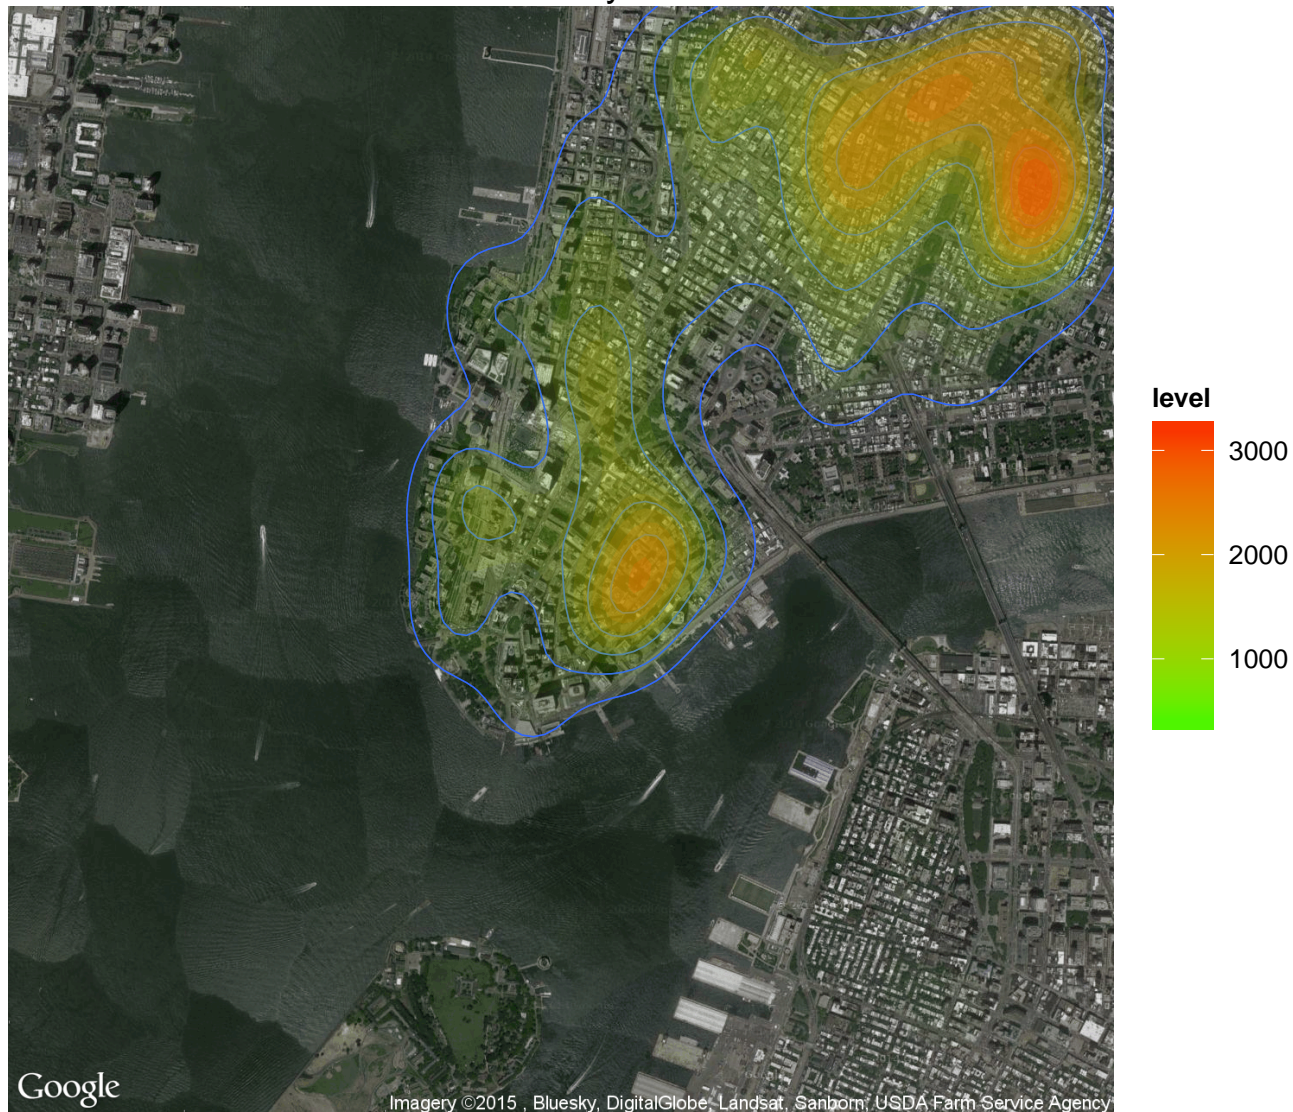 level
3000
2000
1000
Google
Imagery ©2015 , Bluesky, DigitalGlobe, Landsat, Sanborn, USDA Farm Service Agency